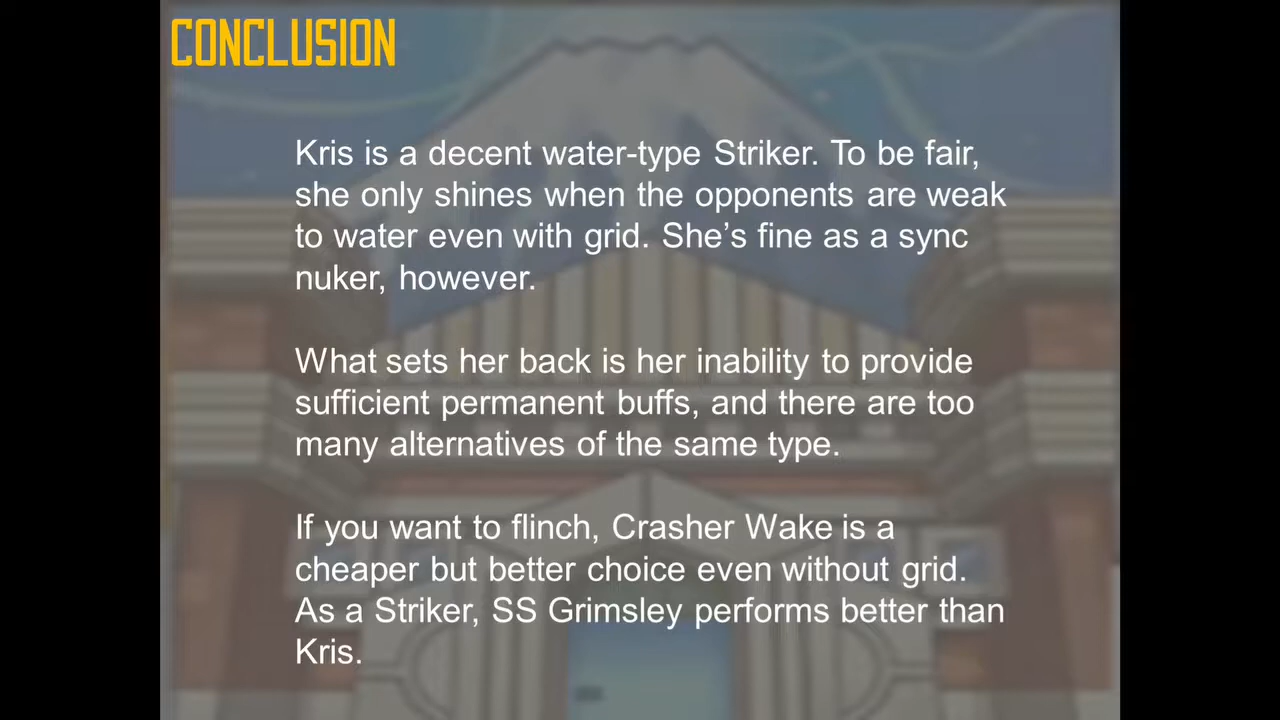 CONCLUSION
Kris is a decent water-type Striker. To be fair,
she only shines when the opponents are weak
to water even with grid. She’s fine as a sync
nuker, however.
What sets her back is her inability to provide
sufficient permanent buffs, and there are too
many alternatives of the same type.
If you want to flinch, Crasher Wake is a
cheaper but better choice even without grid.
As a Striker, SS Grimsley performs better than
Kris.